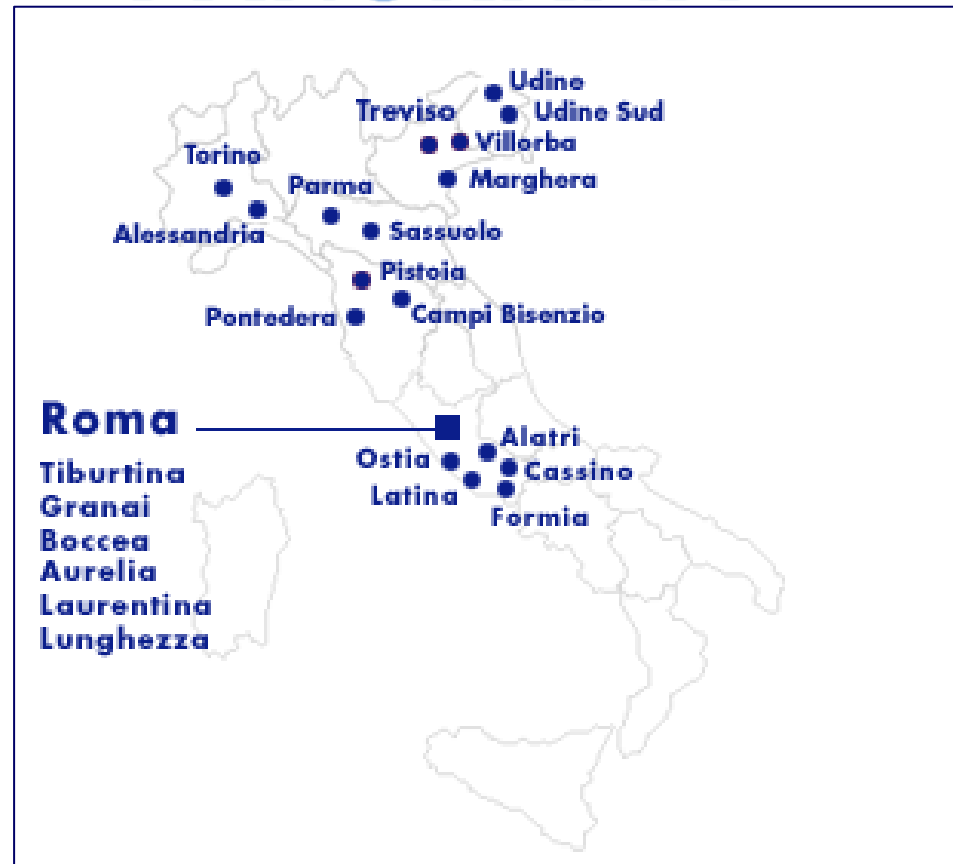 Udine
Treviso
Udine Sud
Villorba
Torino
Parma
Marghera
Alessandria
Sassuolo
Pistoia
Pontedera
Campi Bisenzio
Roma
Alatri
Ostia
Cassino
Tiburtina
Latina
Granai
Formia
Boccea
Aurelia
Laurentina
Lunghezza